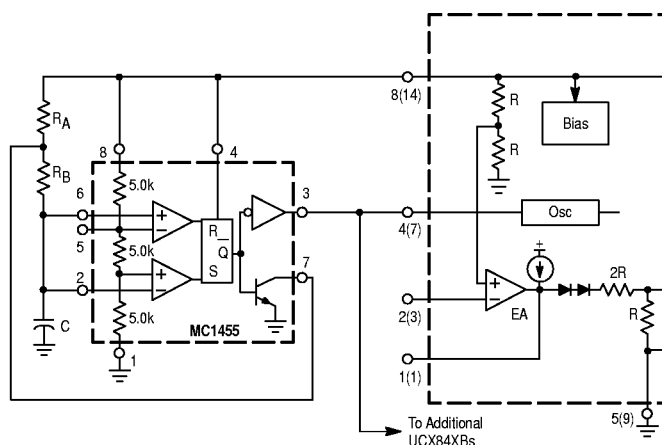 8(14)
R
R
Bias
RA
RB
8
4
5.0k
6
5
2
5.0k
5.0k
+
−
+
−
R
Q
S
3
7
MC1455
1
C
4(7)
Osc
+
2R
+
−
EA
R
2(3)
1(1)
5(9)
To Additional
UCX84XBs